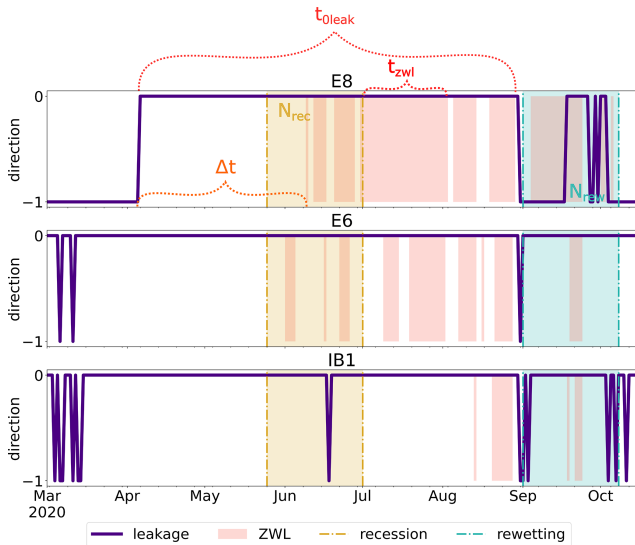 t0leak
tzwl
E8
0
Nrec
direction
Δt
Nrew
−1
E6
0
direction
−1
IB1
0
direction
−1
Mar Apr May Jun Jul Aug Sep Oct
2020
leakage ZWL recession rewetting